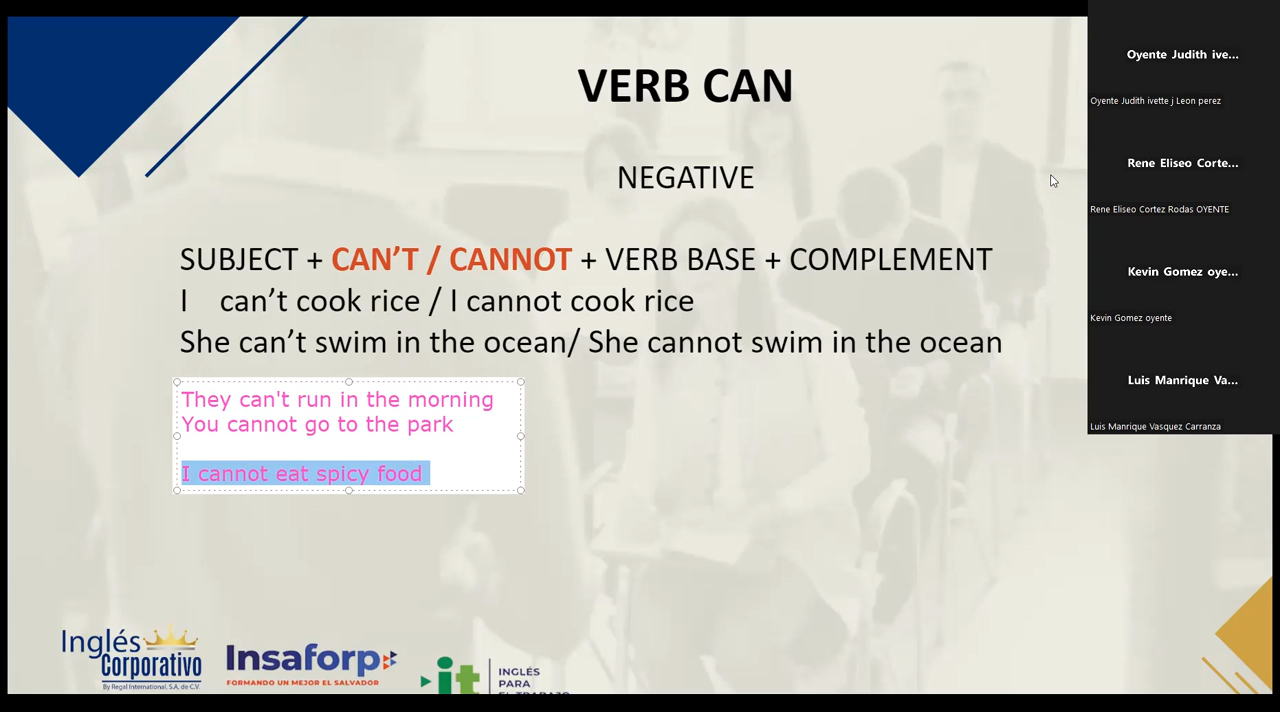 VERB CAN
NEGATIVE
SUBJECT + CAN’T / CANNOT + VERB BASE + COMPLEMENT
I can’t cook rice / I cannot cook rice
She can’t swim in the ocean/ She cannot swim in the ocean
They can't run in the morning
You cannot go to the park
I cannot eat spicy food
Oyente Judith ive...
Oyente Judith ivette j Leon perez
Rene Eliseo Corte...
Rene Eliseo Cortez Rodas OYENTE
Kevin Gomez oye...
Kevin Gomez oyente
Luis Manrique Va...
Luis Manrique Vasquez Carranza
Inglés
Corporativo
By Regal International, S.A. de C.V.
Insaforp
FORMANDO UN MEJOR EL SALVADOR
it
INGLÉS
PARA
EL TRABAJO